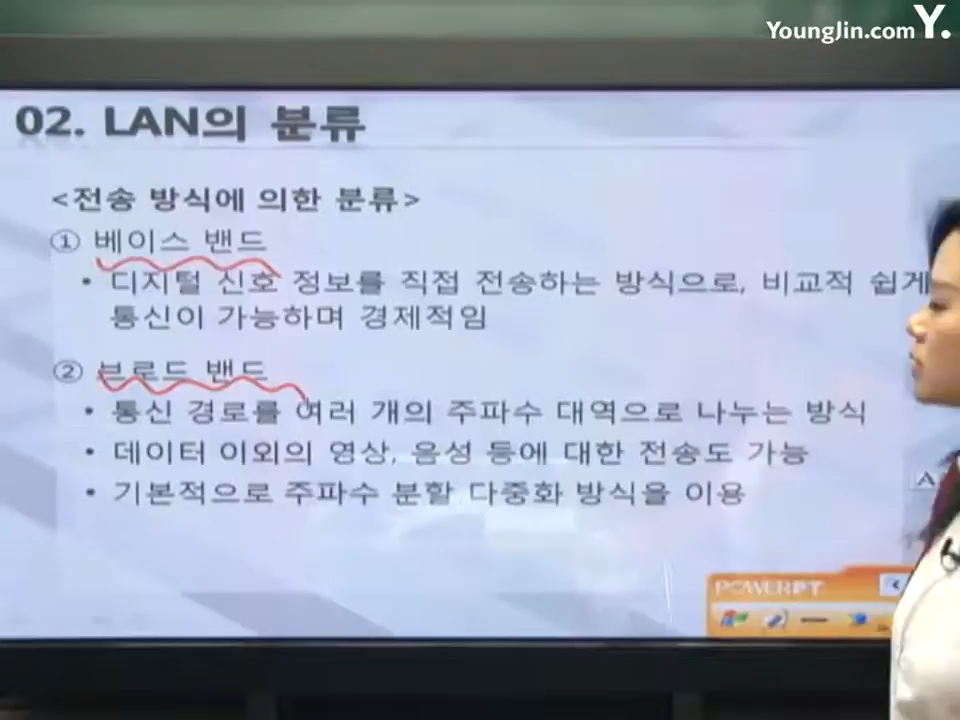 YoungJin.com Y.
02. LAN의 분류
<전송 방식에 의한 분류>
① 베이스 밴드
• 디지털 신호 정보를 직접 전송하는 방식으로, 비교적 쉽게
통신이 가능하며 경제적임
② 브로드 밴드
• 통신 경로를 여러 개의 주파수 대역으로 나누는 방식
• 데이터 이외의 영상, 음성 등에 대한 전송도 가능
• 기본적으로 주파수 분할 다중화 방식을 이용
A
POWERPT